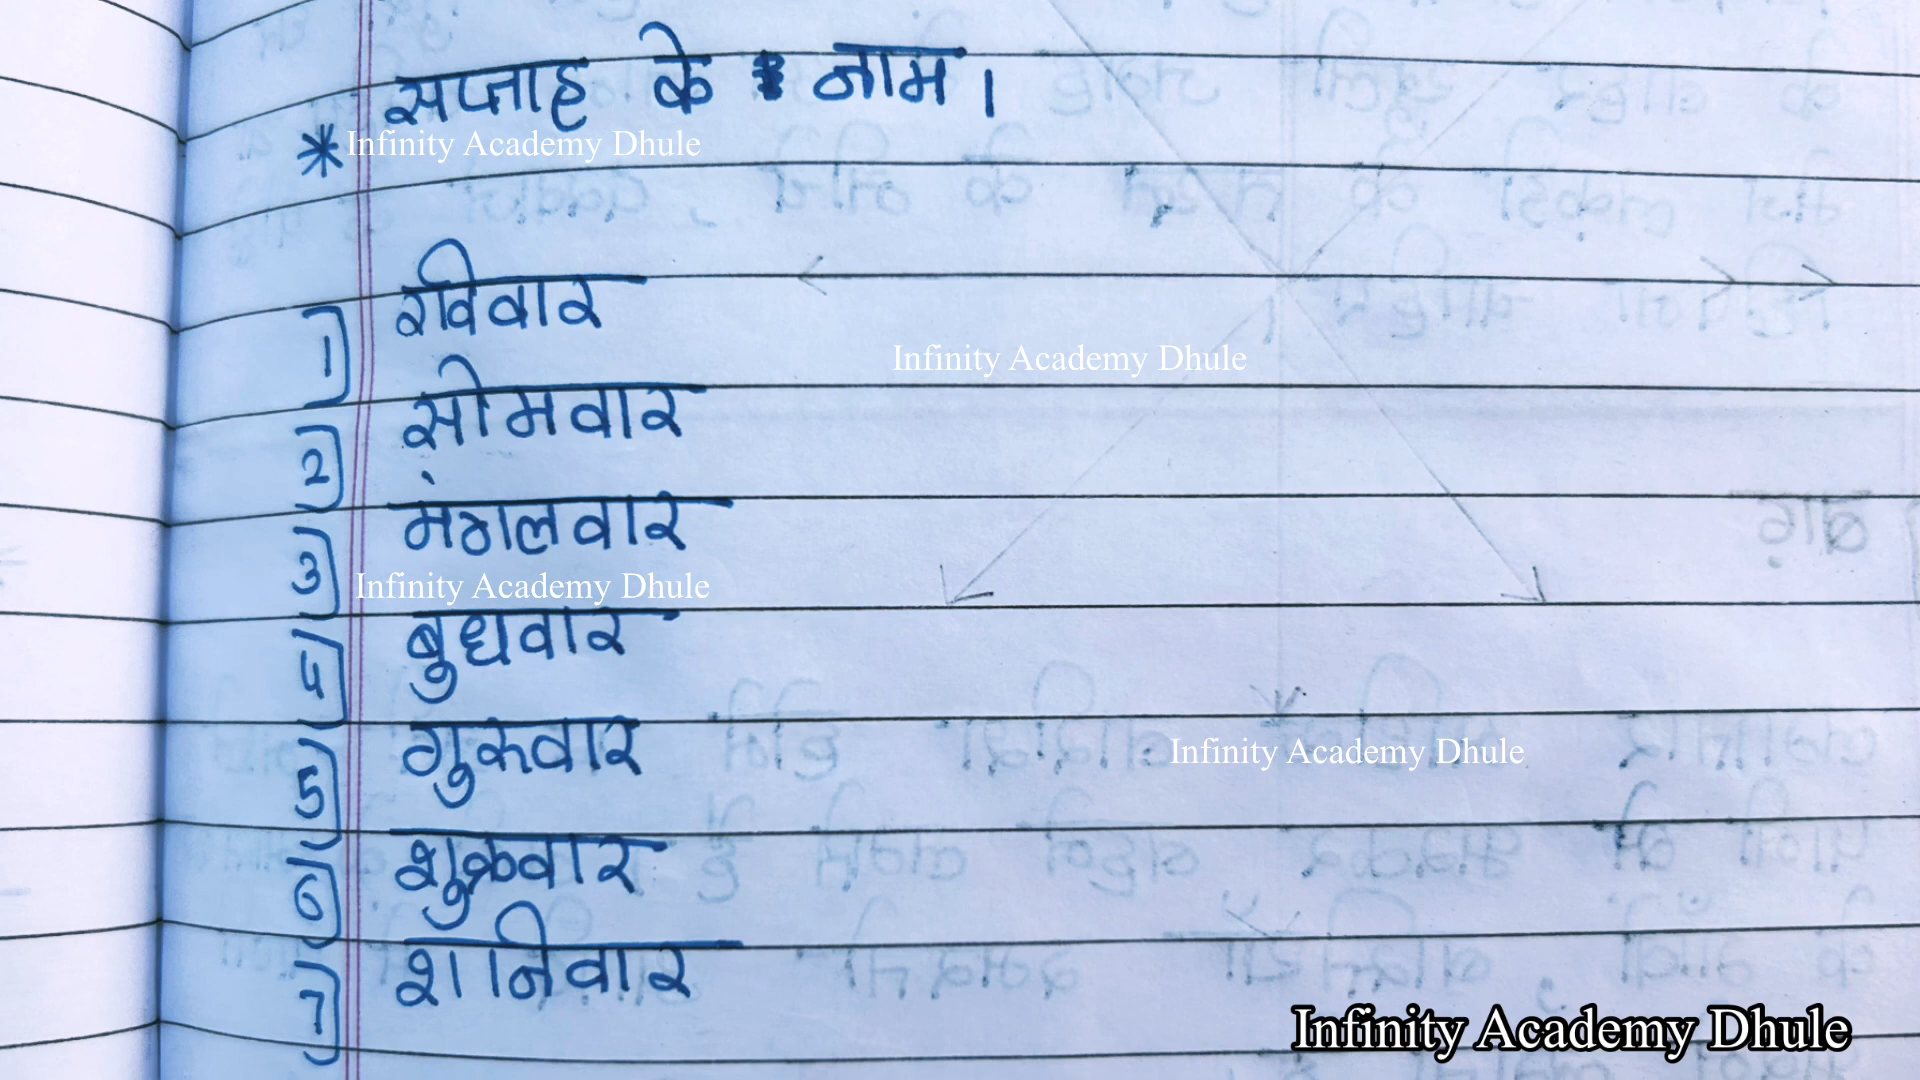 * सप्ताह के नाम।
Infinity Academy Dhule
1] रविवार
Infinity Academy Dhule
2] सोमवार
3] मंगलवार
Infinity Academy Dhule
4] बुधवार
5] गुरुवार
Infinity Academy Dhule
6] शुक्रवार
7] शनिवार
Infinity Academy Dhule